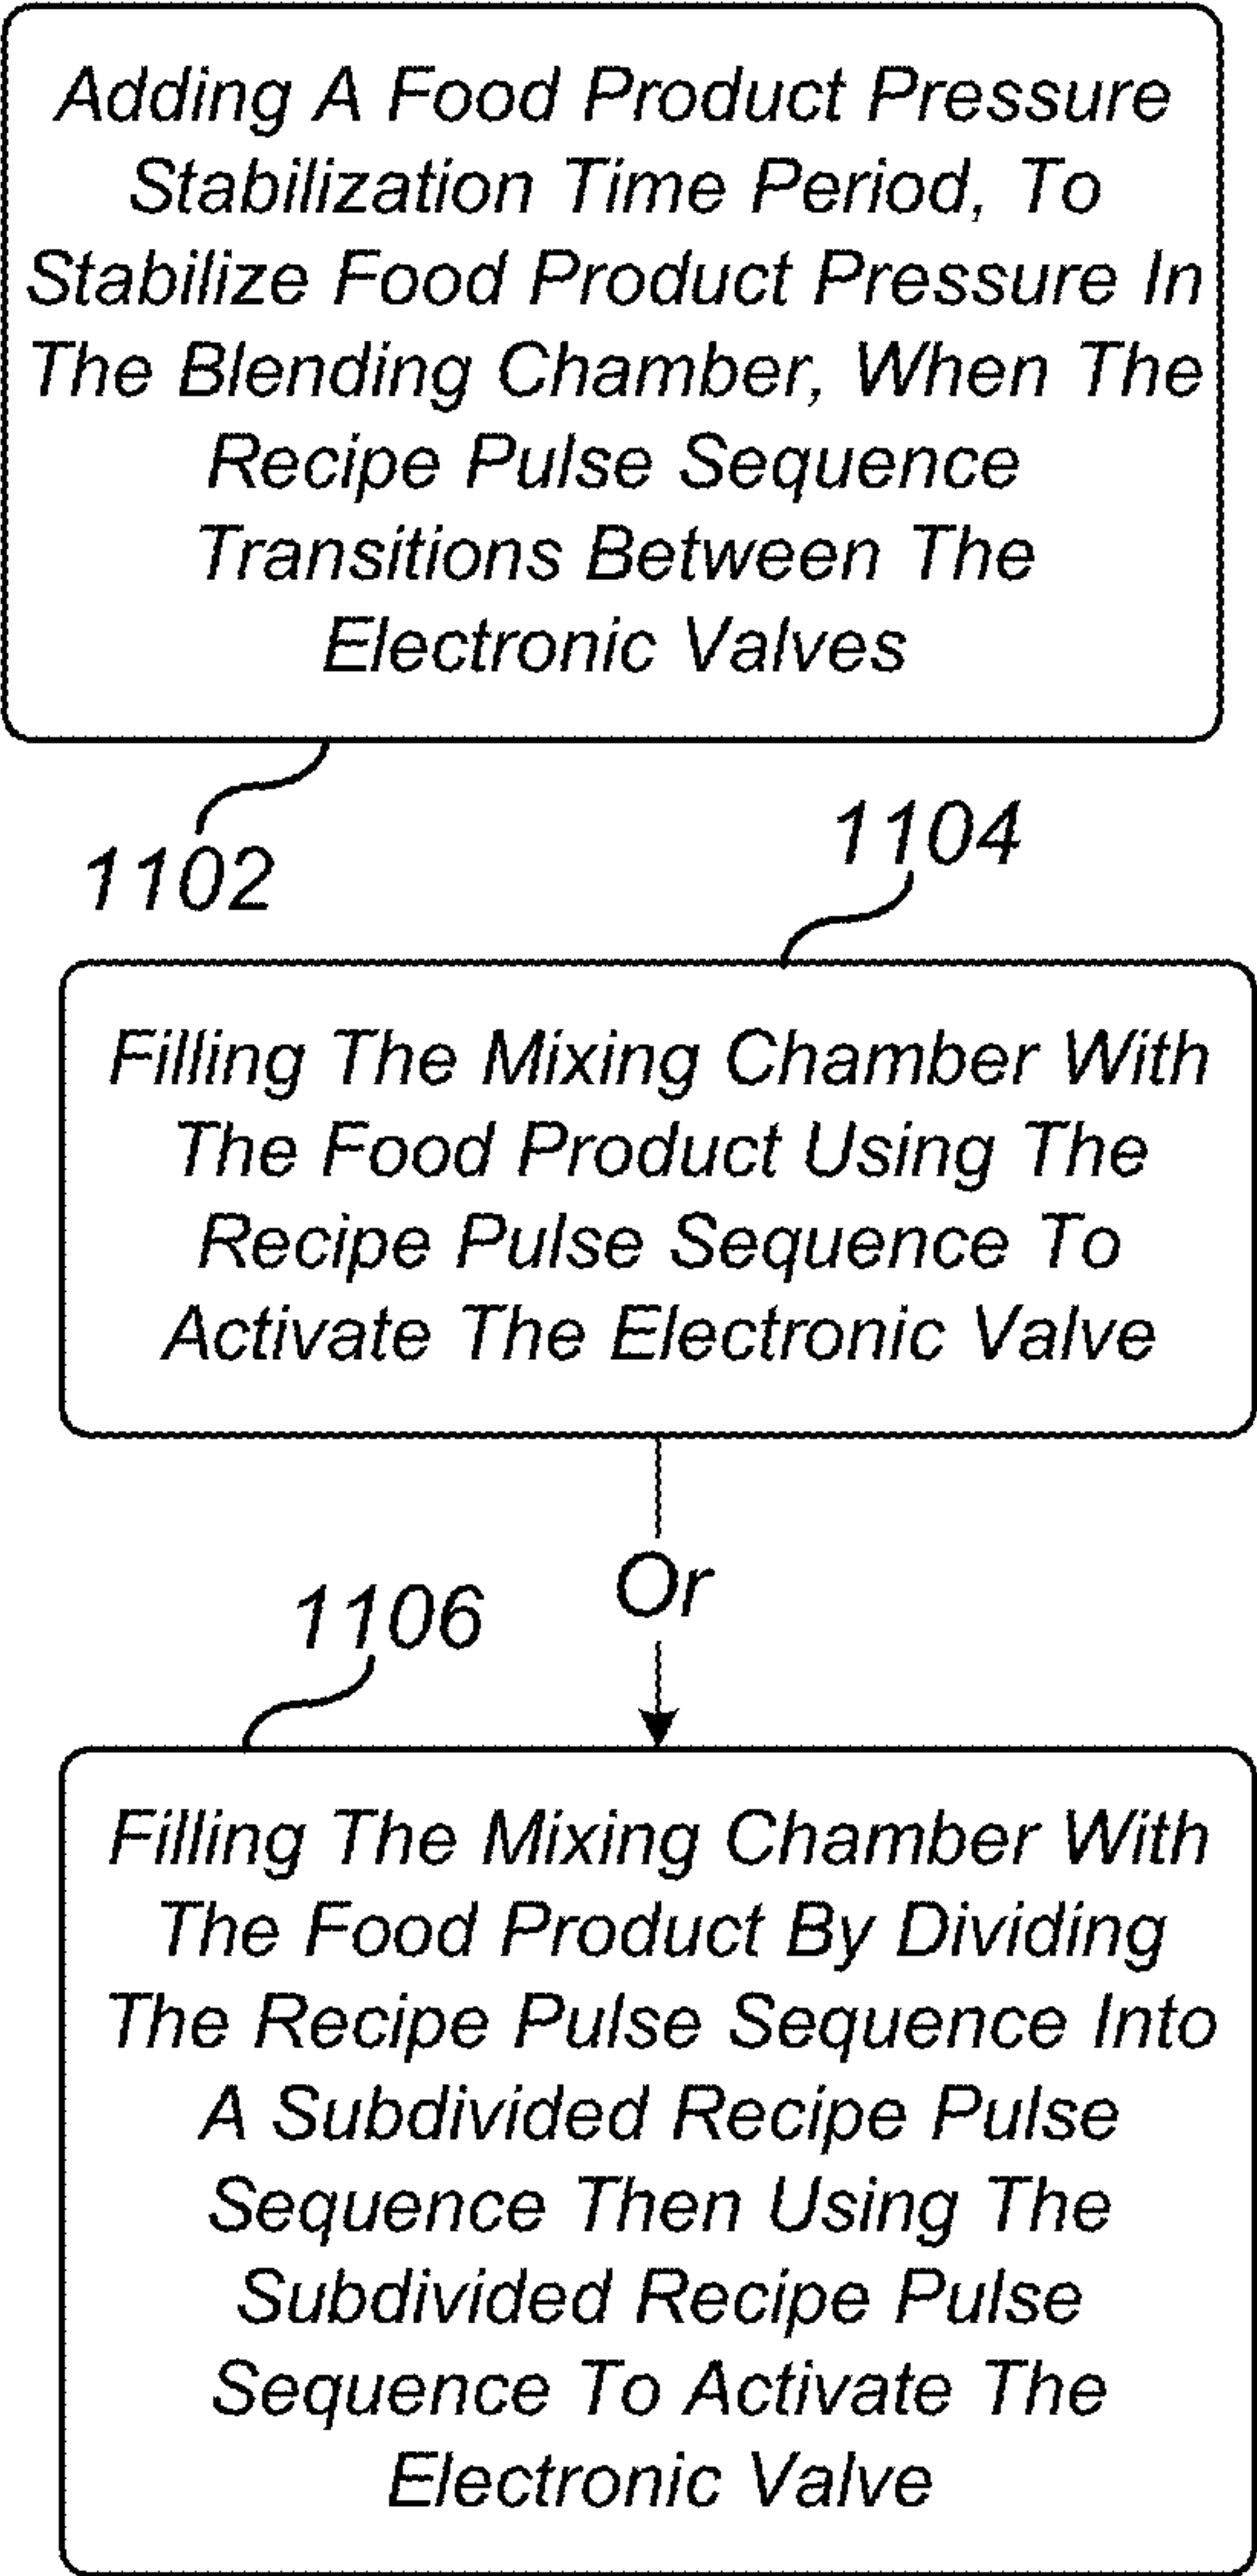 Adding A Food Product Pressure
Stabilization Time Period, To
Stabilize Food Product Pressure In
The Blending Chamber, When The
Recipe Pulse Sequence
Transitions Between The
Electronic Valves
1102
1104
Filling The Mixing Chamber With
The Food Product Using The
Recipe Pulse Sequence To
Activate The Electronic Valve
Or
1106
Filling The Mixing Chamber With
The Food Product By Dividing
The Recipe Pulse Sequence Into
A Subdivided Recipe Pulse
Sequence Then Using The
Subdivided Recipe Pulse
Sequence To Activate The
Electronic Valve